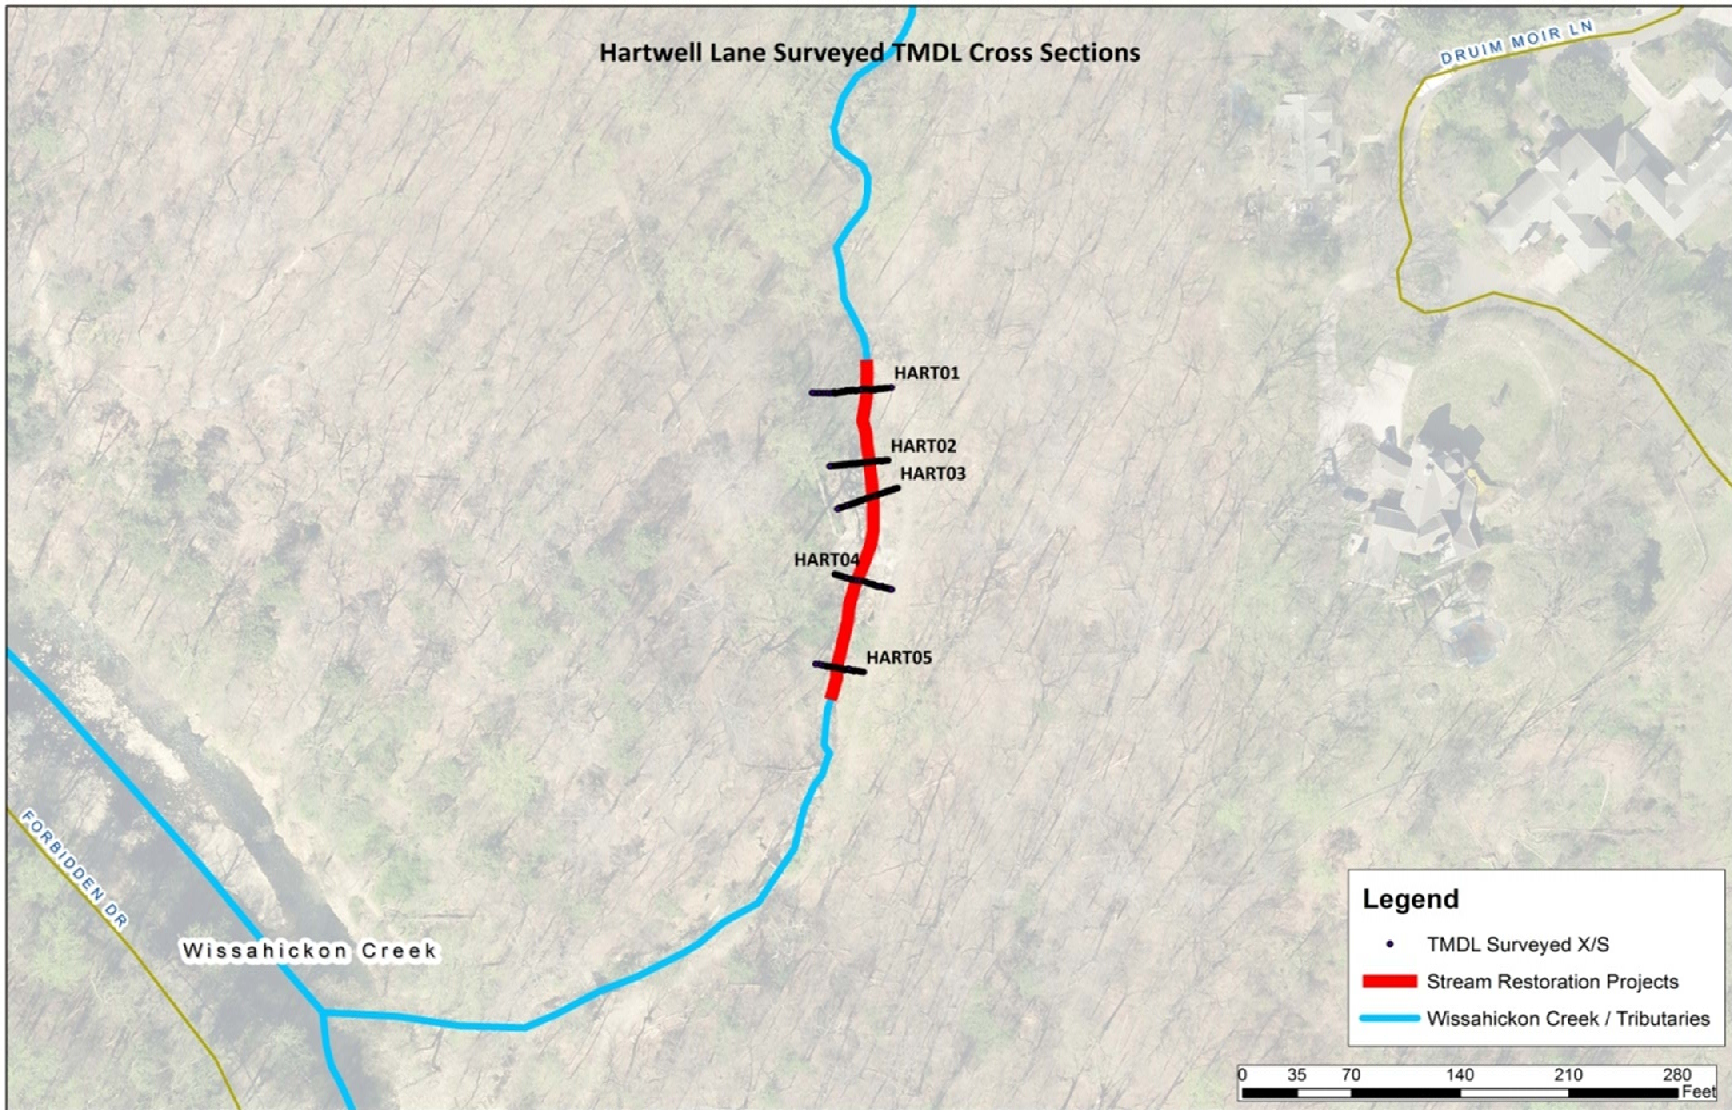 Hartwell Lane Surveyed TMDL Cross Sections
DRUIM MOIR LN
HART01
HART02
HART03
HART04
HART05
FORBIDDEN DR
Wissahickon Creek
Legend
TMDL Surveyed X/S
Stream Restoration Projects
Wissahickon Creek / Tributaries
0 35 70 140 210 280
Feet